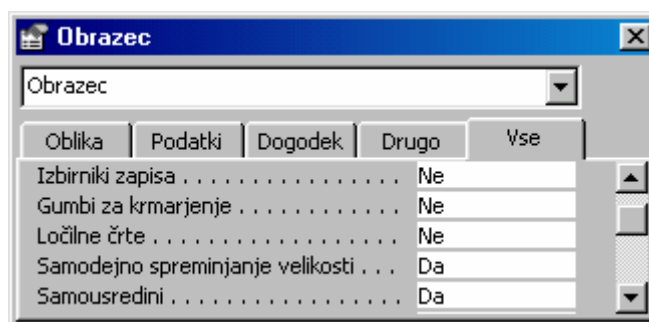 Obrazec
Obrazec
Oblika Podatki Dogodek Drugo Vse
Izbirniki zapisa . . . . . . . . . . . . . . . . . Ne
Gumbi za krmarjenje . . . . . . . . . . . . Ne
Ločilne črte . . . . . . . . . . . . . . . . . . . Ne
Samodejno spreminjanje velikosti . . . Da
Samousredini . . . . . . . . . . . . . . . . . . Da